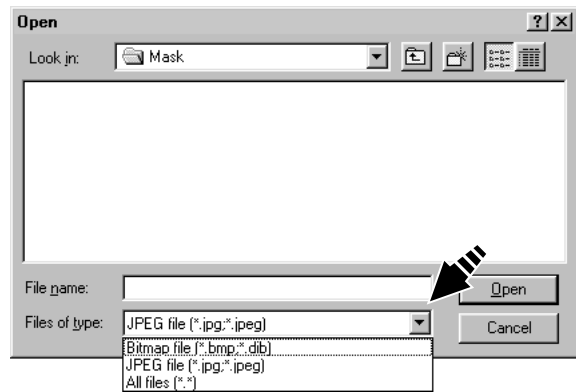 Open
Look in: Mask
File name: Open
Files of type: JPEG file (*.jpg;*.jpeg) Cancel
Bitmap file (*.bmp;*.dib)
JPEG file (*.jpg;*.jpeg)
All files (*.*)